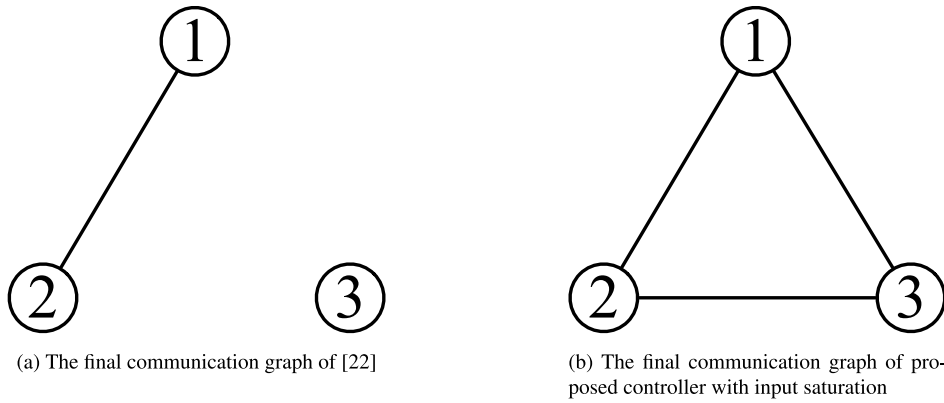 1
2
3
(a) The final communication graph of [22]
1
2
3
(b) The final communication graph of pro-
posed controller with input saturation